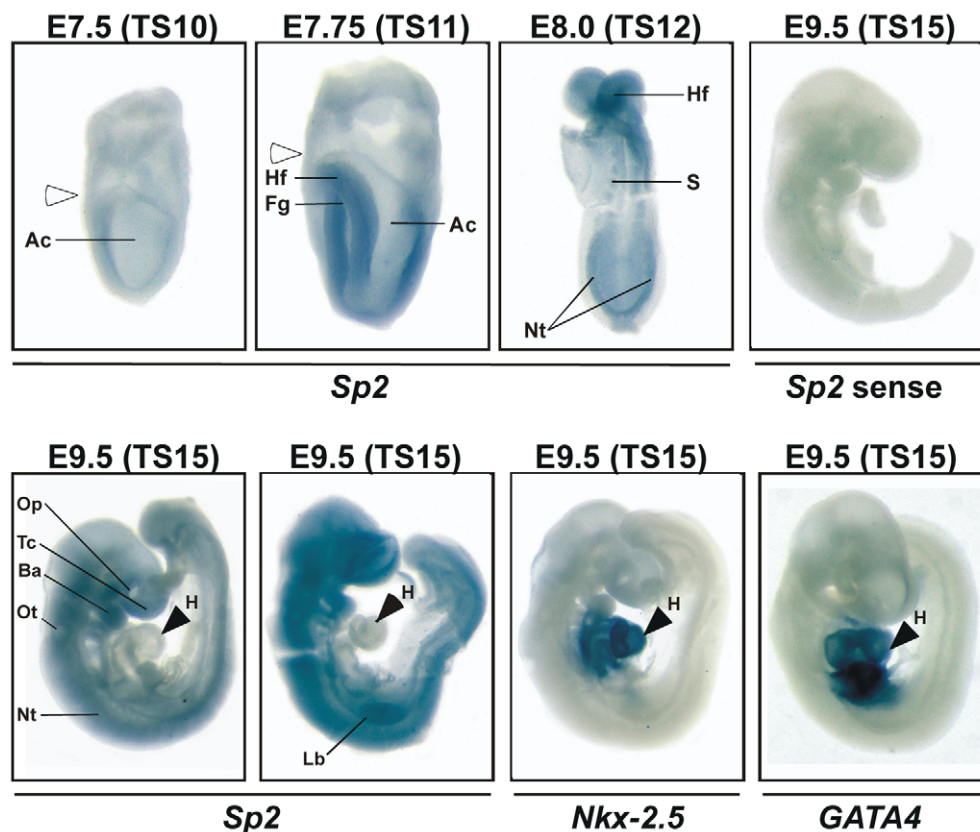 E7.5 (TS10) E7.75 (TS11) E8.0 (TS12) E9.5 (TS15)
Ac
Hf
Fg
Ac
Hf
S
Nt
Sp2 Sp2 sense
E9.5 (TS15) E9.5 (TS15) E9.5 (TS15) E9.5 (TS15)
Op
Tc
Ba
Ot
H
Nt
H
Lb
H
H
Sp2 Nkx-2.5 GATA4